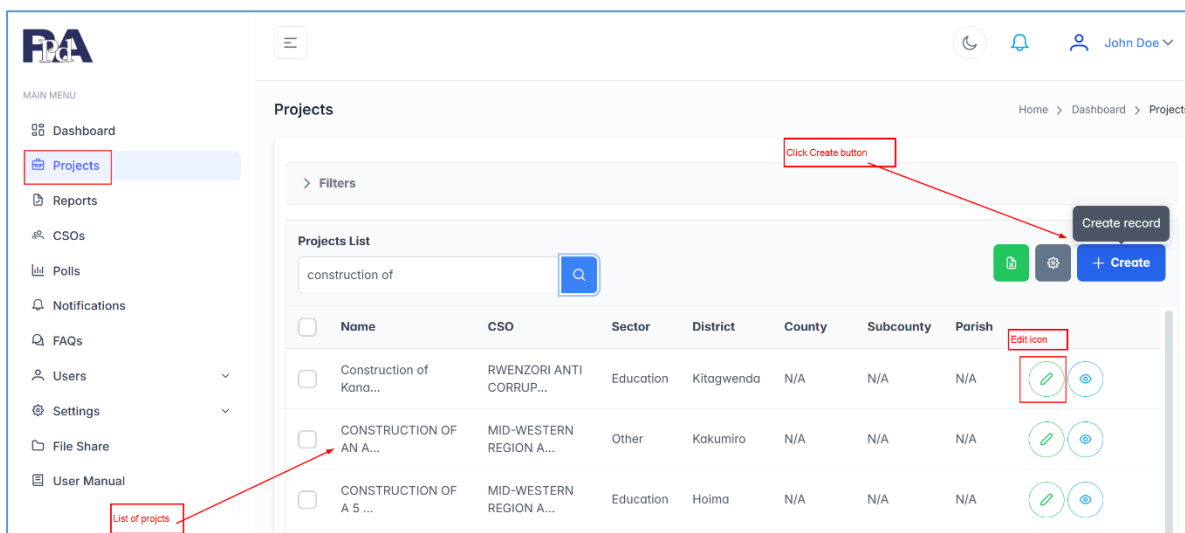 PPdA
John Doe
MAIN MENU
Dashboard
Projects
Reports
CSOs
Polls
Notifications
FAQs
Users
Settings
File Share
User Manual
Projects
Home > Dashboard > Projects
Click Create button
> Filters
Create record
Projects List
construction of
+ Create
Name CSO Sector District County Subcounty Parish
Edit icon
Construction of RWENZORI ANTI Education Kitagwenda N/A N/A N/A
Kana... CORRUP...
CONSTRUCTION OF MID-WESTERN Other Kakumiro N/A N/A N/A
AN A... REGION A...
CONSTRUCTION OF MID-WESTERN Education Hoima N/A N/A N/A
A 5 ... REGION A...
List of projcts